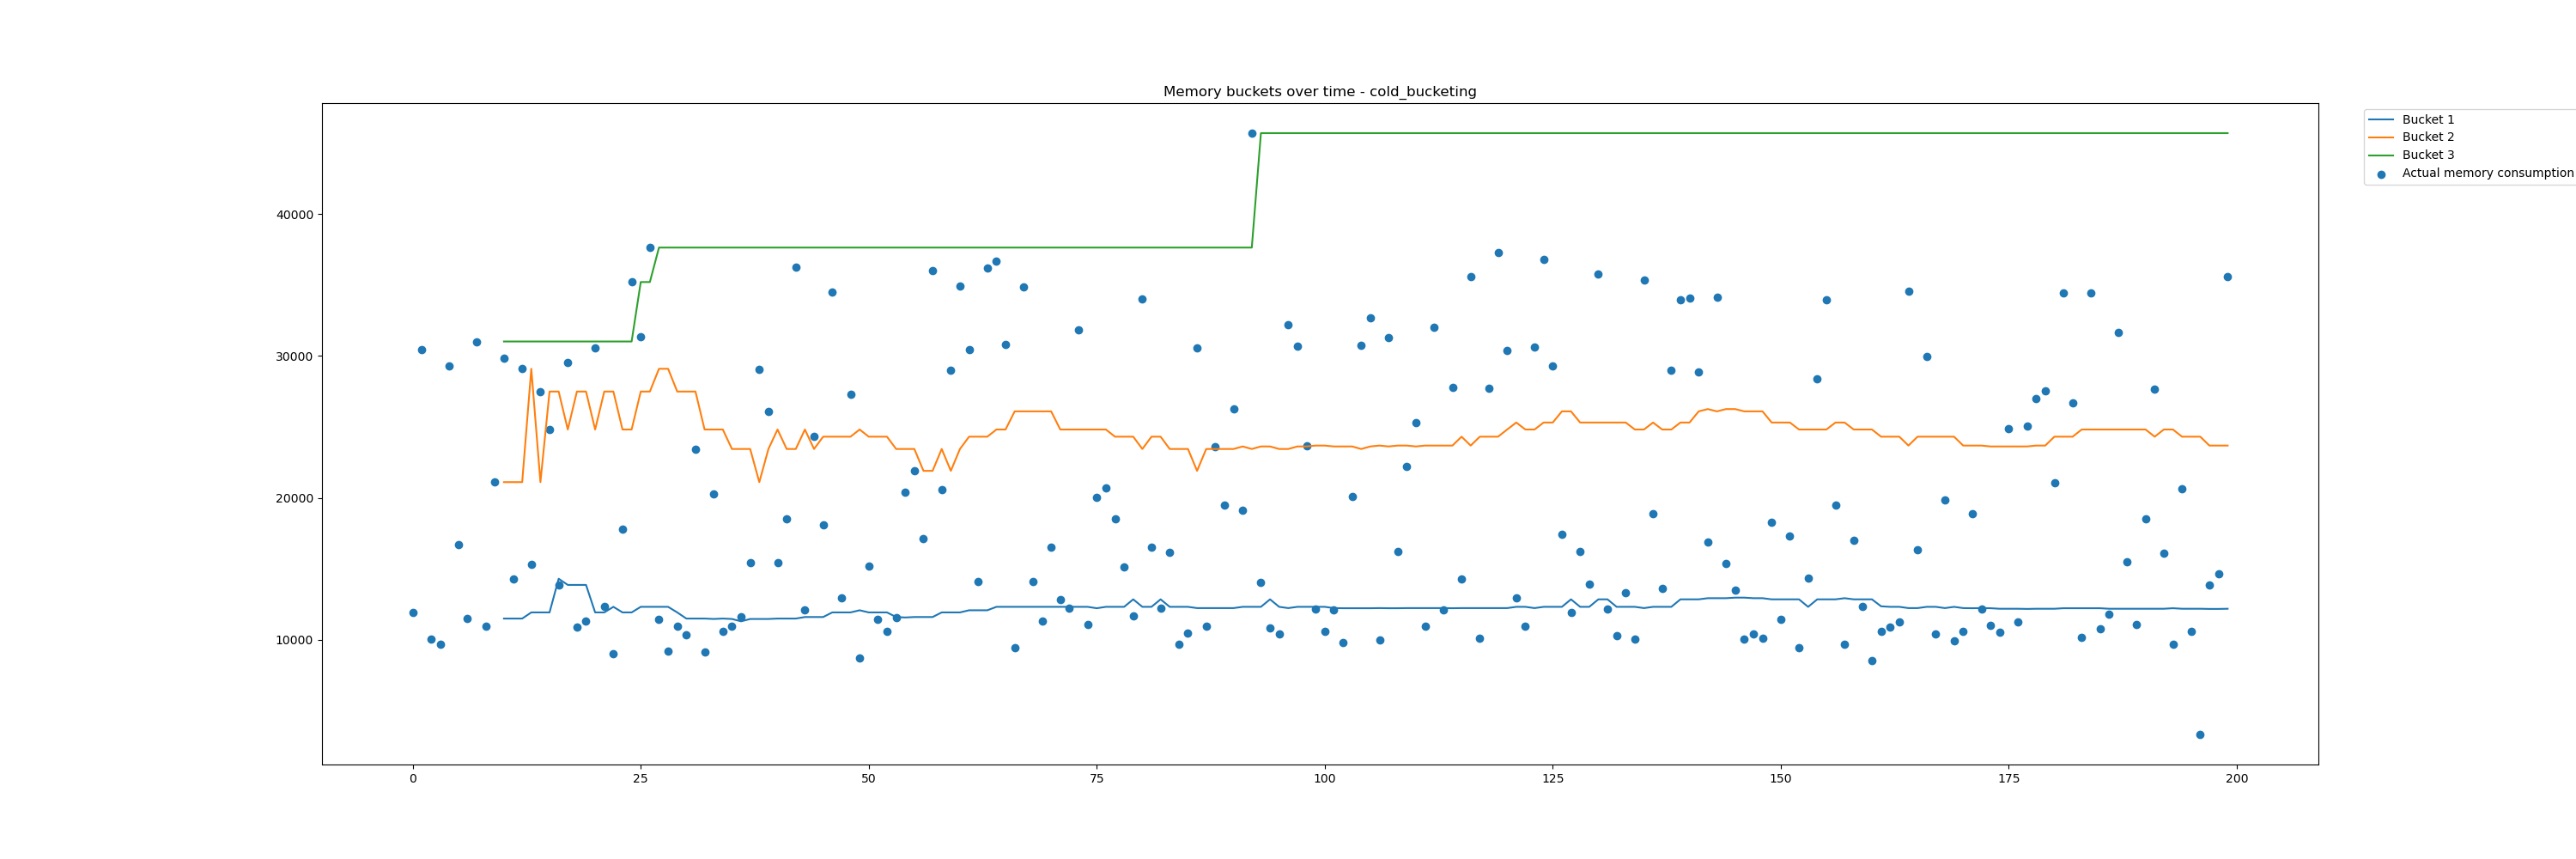 Memory buckets over time - cold_bucketing
Bucket 1
Bucket 2
Bucket 3
Actual memory consumption
40000
30000
20000
10000
0 25 50 75 100 125 150 175 200